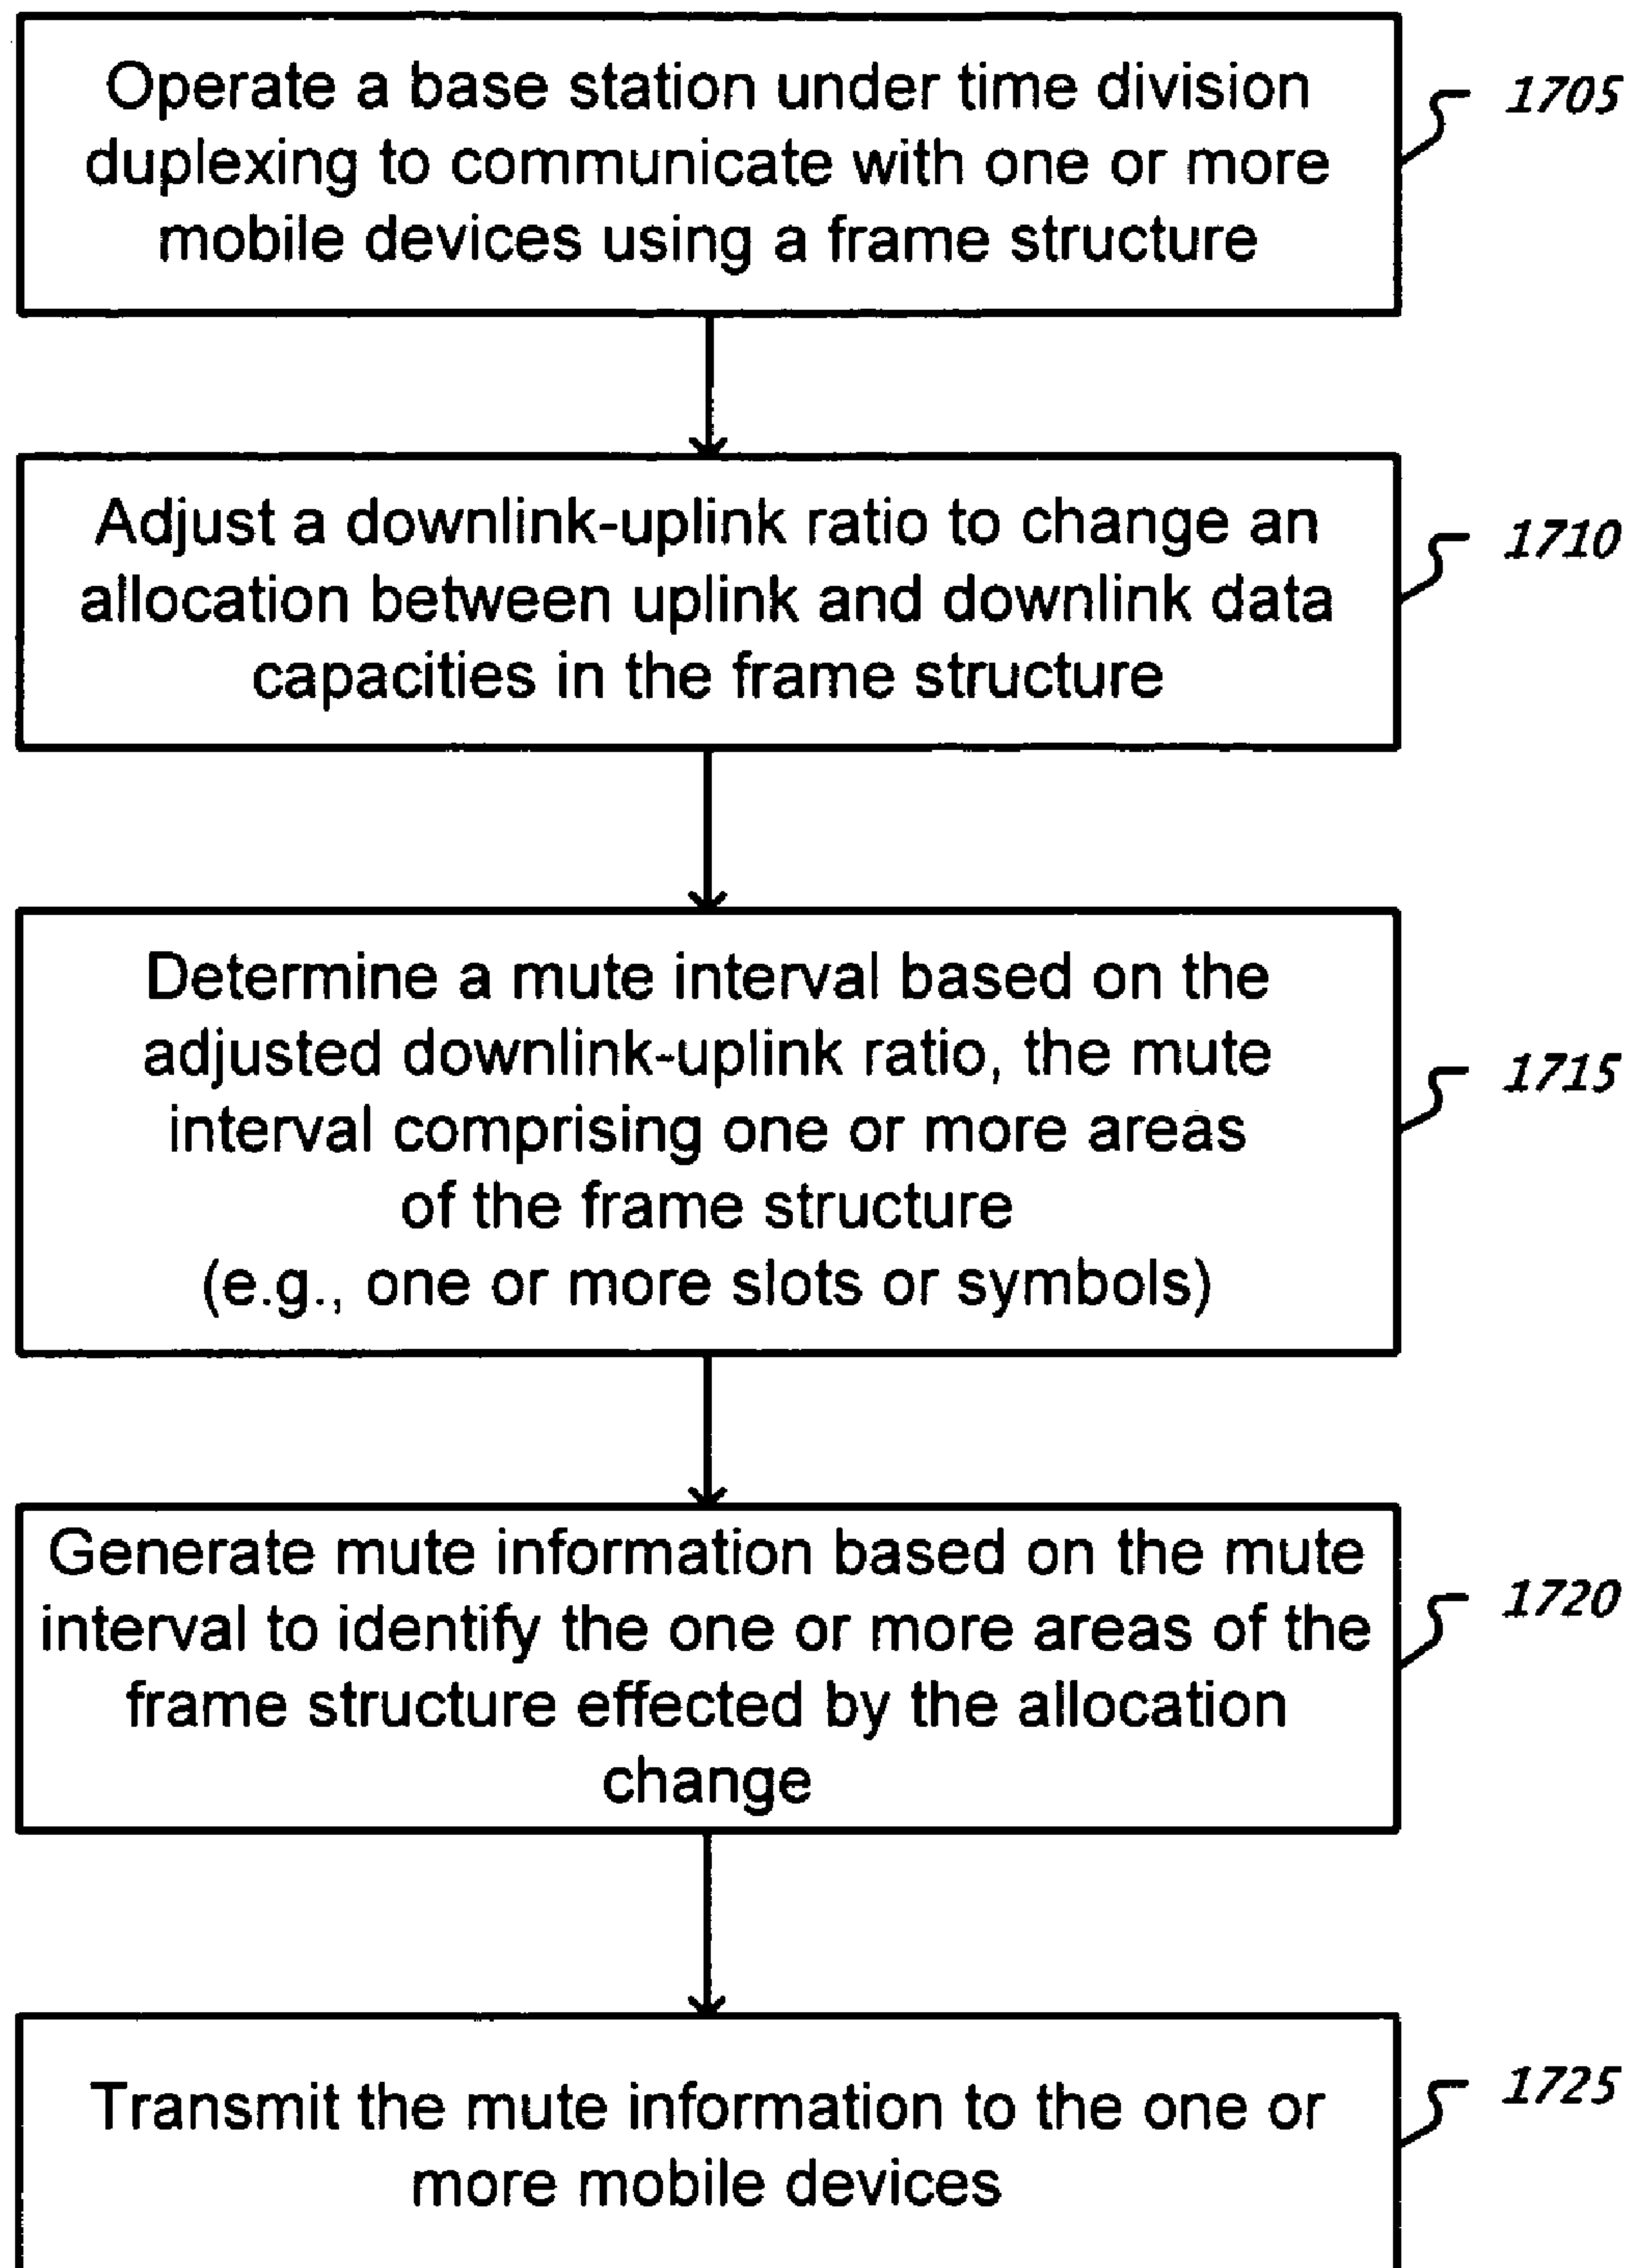 Operate a base station under time division
duplexing to communicate with one or more
mobile devices using a frame structure
1705
Adjust a downlink-uplink ratio to change an
allocation between uplink and downlink data
capacities in the frame structure
1710
Determine a mute interval based on the
adjusted downlink-uplink ratio, the mute
interval comprising one or more areas
of the frame structure
(e.g., one or more slots or symbols)
1715
Generate mute information based on the mute
interval to identify the one or more areas of the
frame structure effected by the allocation
change
1720
Transmit the mute information to the one or
more mobile devices
1725